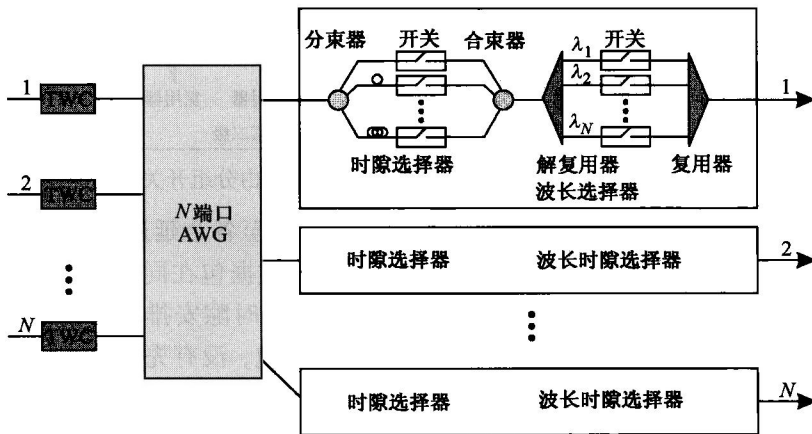 分束器 开关 合束器 λ1 开关
1 TWC λ2 1
λN
时隙选择器 解复用器 复用器
波长选择器
2 TWC
N端口
AWG
时隙选择器 波长时隙选择器 2
N TWC
时隙选择器 波长时隙选择器 N